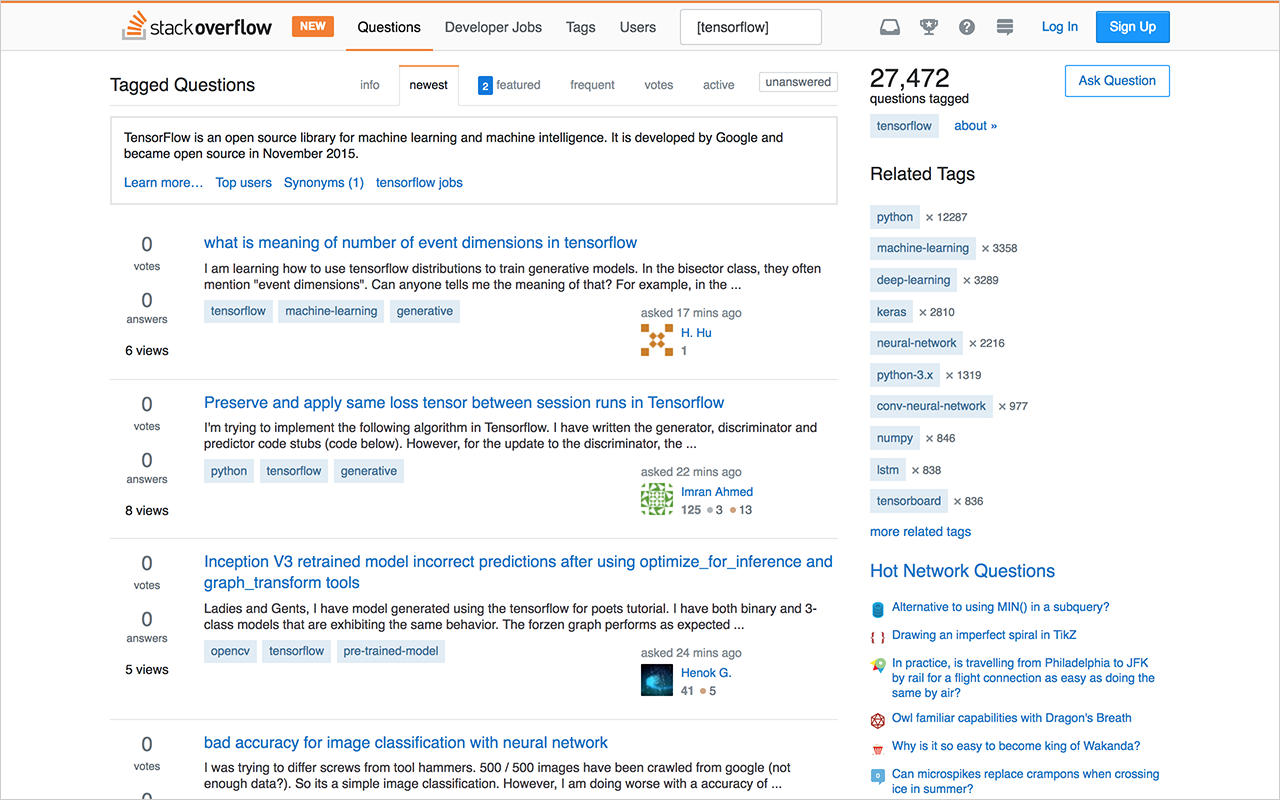 stackoverflow NEW Questions Developer Jobs Tags Users [tensorflow] Log In Sign Up
Tagged Questions info newest 2 featured frequent votes active unanswered
TensorFlow is an open source library for machine learning and machine intelligence. It is developed by Google and
became open source in November 2015.
Learn more… Top users Synonyms (1) tensorflow jobs
0
votes
0
answers
6 views
what is meaning of number of event dimensions in tensorflow
I am learning how to use tensorflow distributions to train generative models. In the bisector class, they often
mention "event dimensions". Can anyone tells me the meaning of that? For example, in the ...
tensorflow machine-learning generative
asked 17 mins ago
H. Hu
1
0
votes
0
answers
8 views
Preserve and apply same loss tensor between session runs in Tensorflow
I'm trying to implement the following algorithm in Tensorflow. I have written the generator, discriminator and
predictor code stubs (code below). However, for the update to the discriminator, the ...
python tensorflow generative
asked 22 mins ago
Imran Ahmed
125 3 13
0
votes
0
answers
5 views
Inception V3 retrained model incorrect predictions after using optimize_for_inference and
graph_transform tools
Ladies and Gents, I have model generated using the tensorflow for poets tutorial. I have both binary and 3-
class models that are exhibiting the same behavior. The forzen graph performs as expected ...
opencv tensorflow pre-trained-model
asked 24 mins ago
Henok G.
41 5
0
votes
bad accuracy for image classification with neural network
I was trying to differ screws from tool hammers. 500 / 500 images have been crawled from google (not
enough data?). So its a simple image classification. However, I am doing worse with a accuracy of ...
27,472
questions tagged
Ask Question
tensorflow about »
Related Tags
python × 12287
machine-learning × 3358
deep-learning × 3289
keras × 2810
neural-network × 2216
python-3.x × 1319
conv-neural-network × 977
numpy × 846
lstm × 838
tensorboard × 836
more related tags
Hot Network Questions
Alternative to using MIN() in a subquery?
Drawing an imperfect spiral in TikZ
In practice, is travelling from Philadelphia to JFK
by rail for a flight connection as easy as doing the
same by air?
Owl familiar capabilities with Dragon's Breath
Why is it so easy to become king of Wakanda?
Can microspikes replace crampons when crossing
ice in summer?